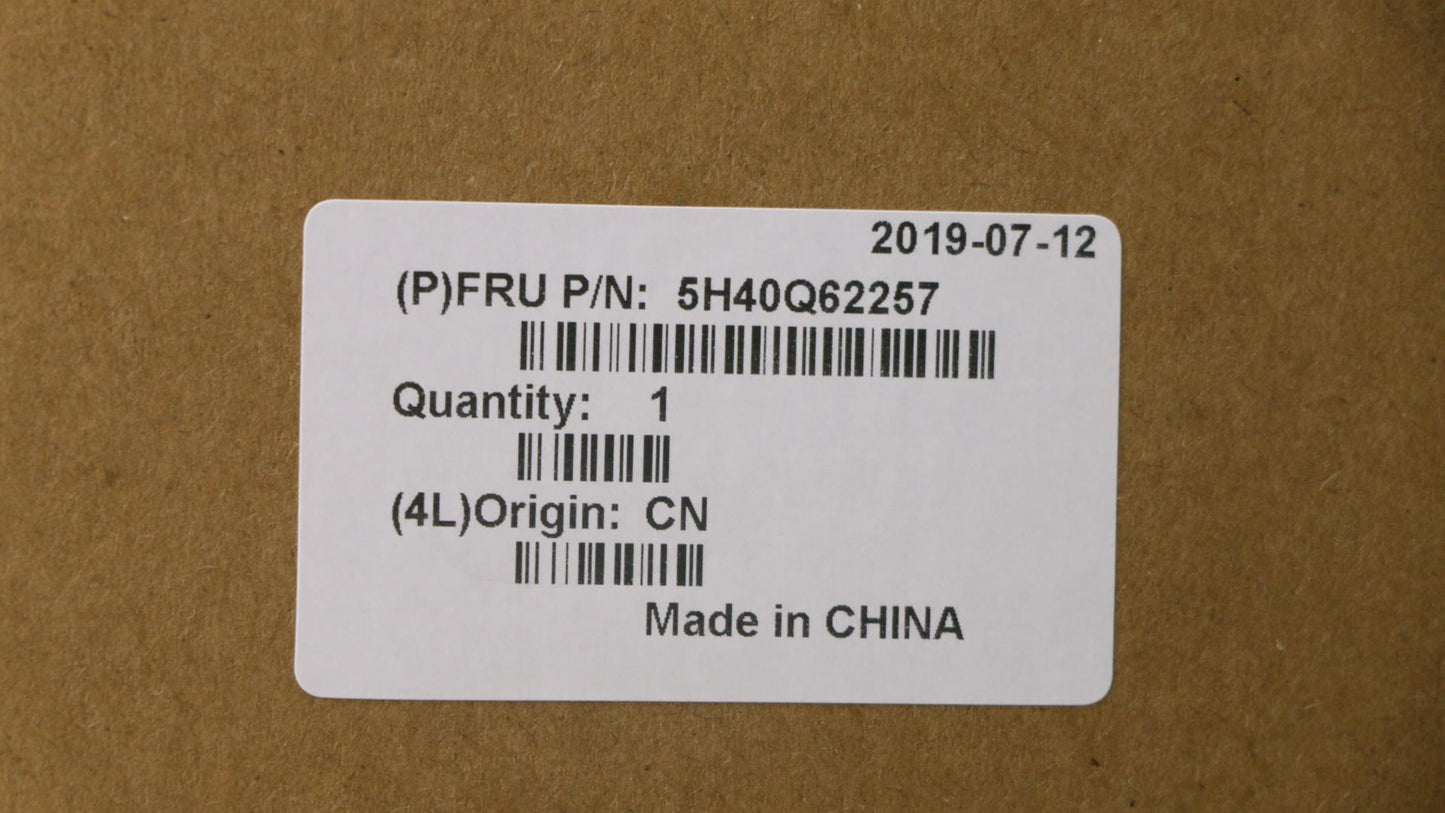 2019-07-12
(P)FRU P/N: 5H40Q62257
Quantity: 1
(4L)Origin: CN
Made in CHINA